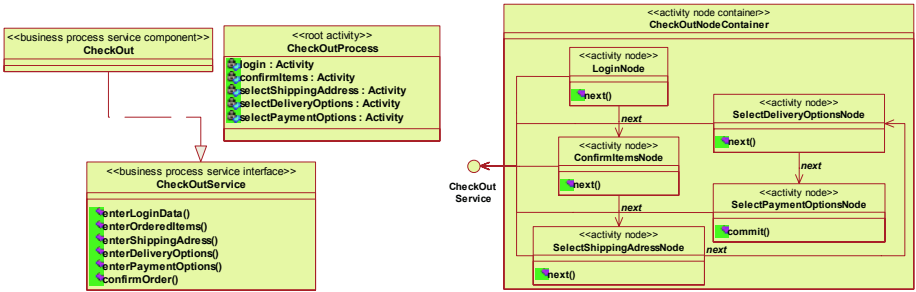 <<business process service component>>
CheckOut
<<root activity>>
CheckOutProcess
login : Activity
confirmItems : Activity
selectShippingAddress : Activity
selectDeliveryOptions : Activity
selectPaymentOptions : Activity
<<business process service interface>>
CheckOutService
enterLoginData()
enterOrderedItems()
enterShippingAdress()
enterDeliveryOptions()
enterPaymentOptions()
confirmOrder()
<<activity node container>>
CheckOutNodeContainer
<<activity node>>
LoginNode
next()
next
<<activity node>>
SelectDeliveryOptionsNode
next()
next
<<activity node>>
ConfirmItemsNode
next()
next
CheckOut
Service
<<activity node>>
SelectPaymentOptionsNode
commit()
<<activity node>>
SelectShippingAdressNode
next()
next